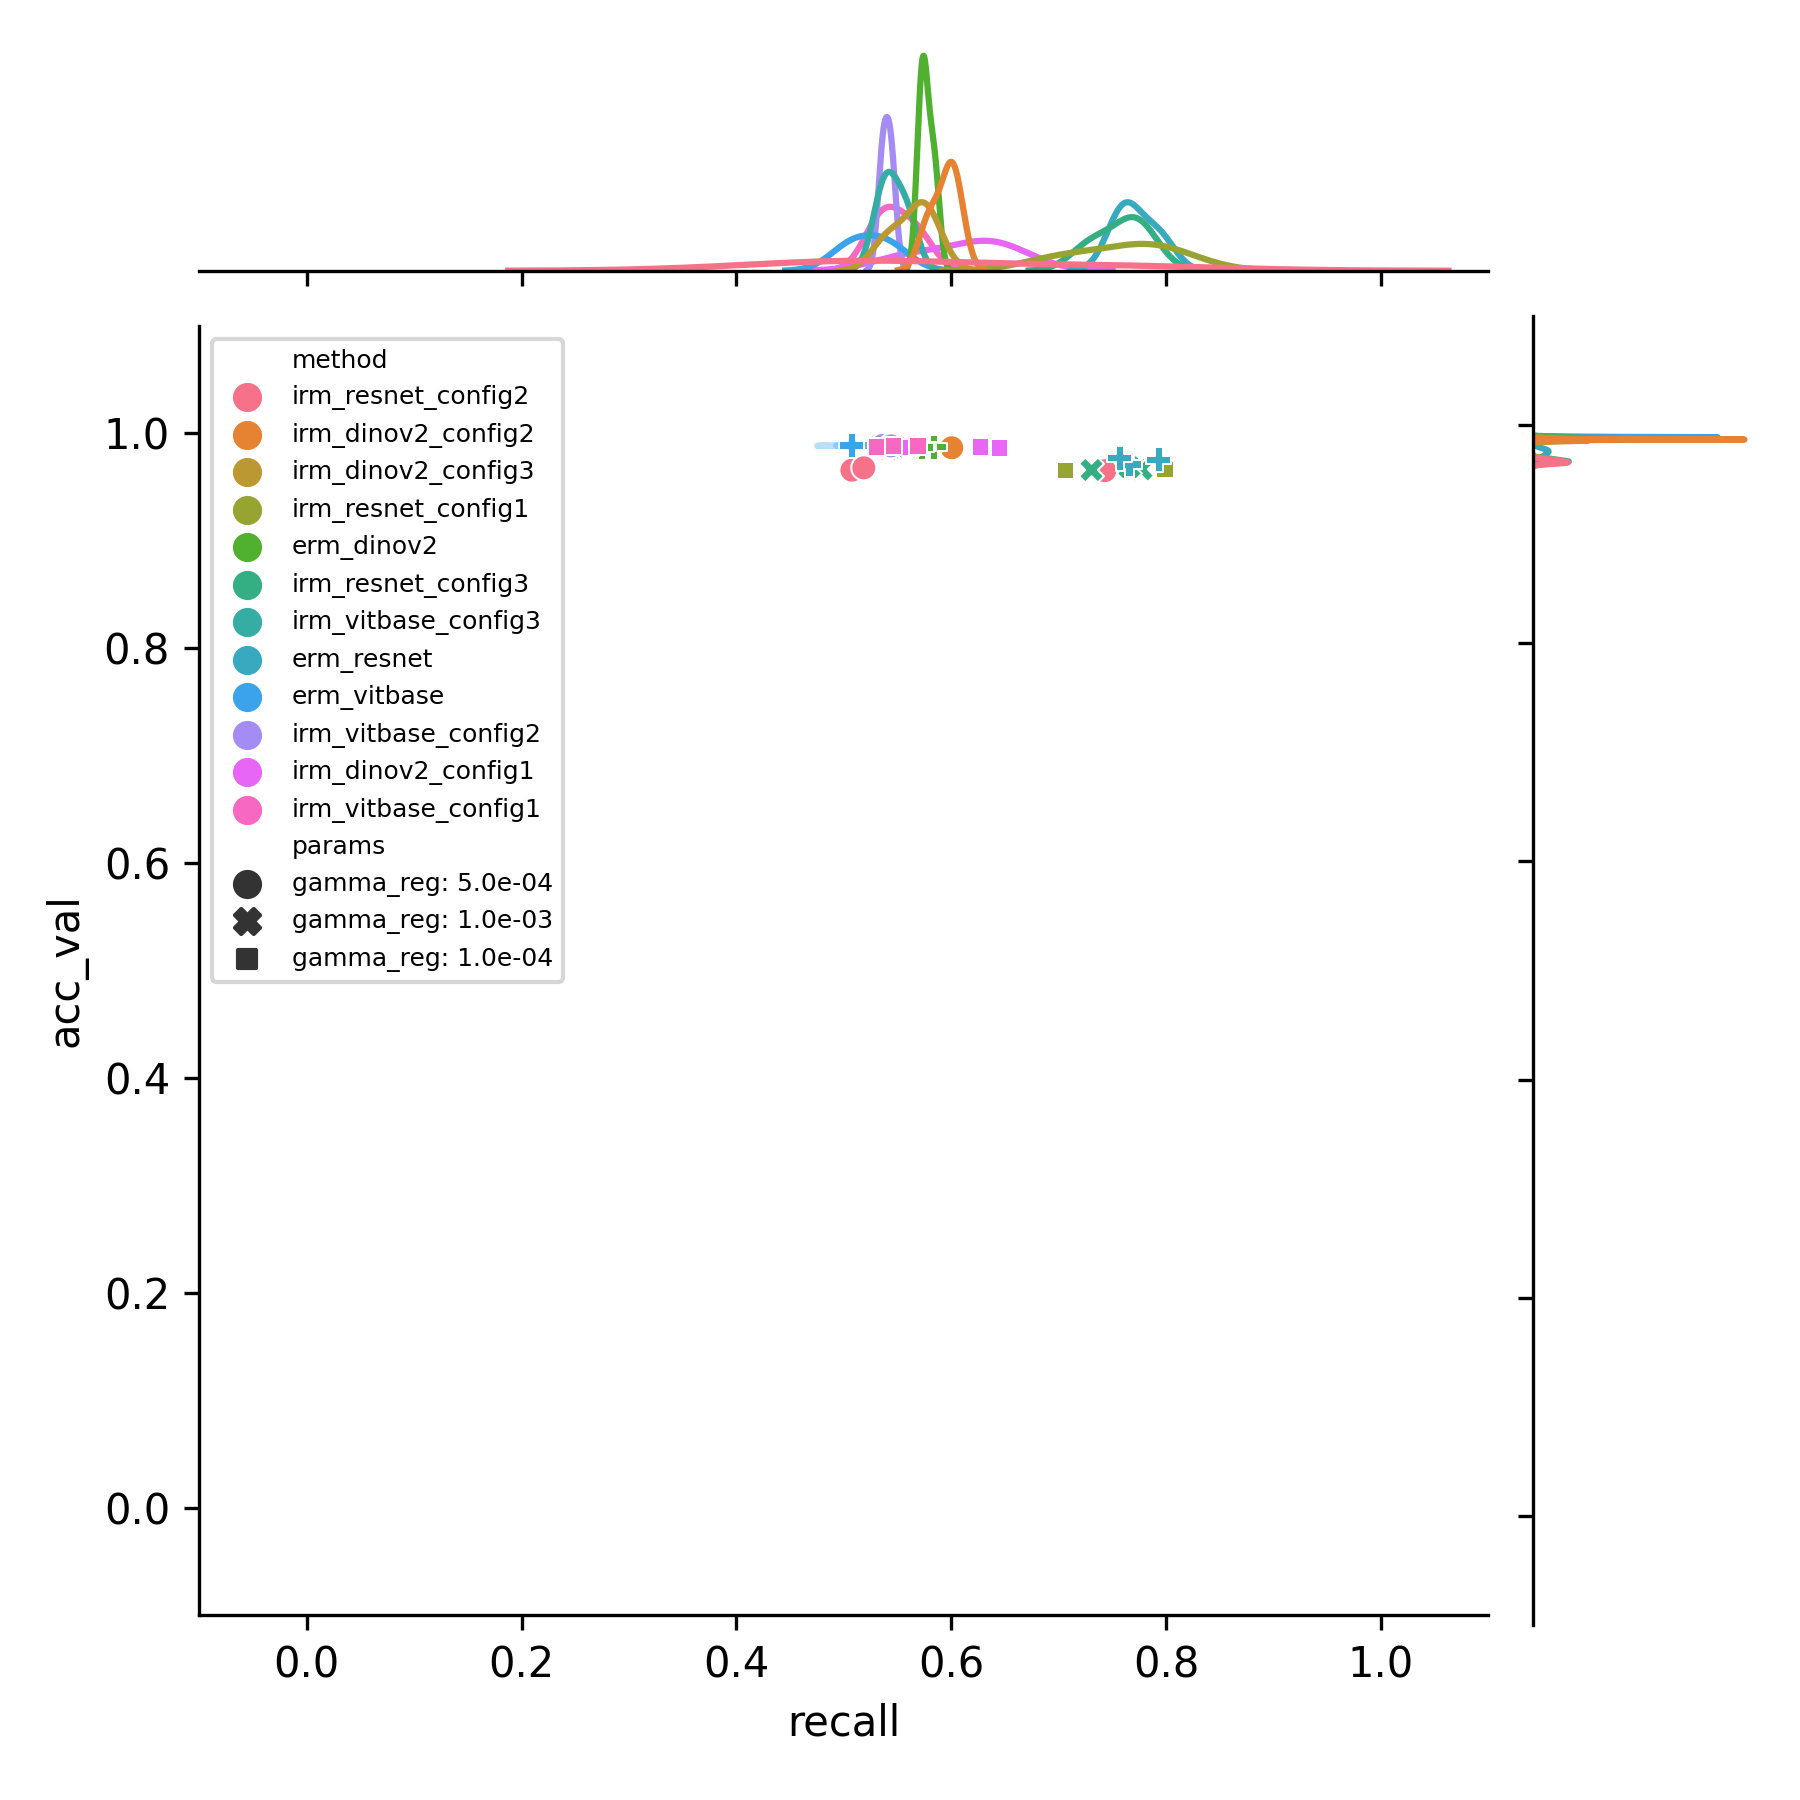 method
irm_resnet_config2
irm_dinov2_config2
irm_dinov2_config3
irm_resnet_config1
erm_dinov2
irm_resnet_config3
irm_vitbase_config3
erm_resnet
erm_vitbase
irm_vitbase_config2
irm_dinov2_config1
irm_vitbase_config1
params
gamma_reg: 5.0e-04
gamma_reg: 1.0e-03
gamma_reg: 1.0e-04
1.0
0.8
0.6
0.4
0.2
0.0
acc_val
0.0 0.2 0.4 0.6 0.8 1.0
recall